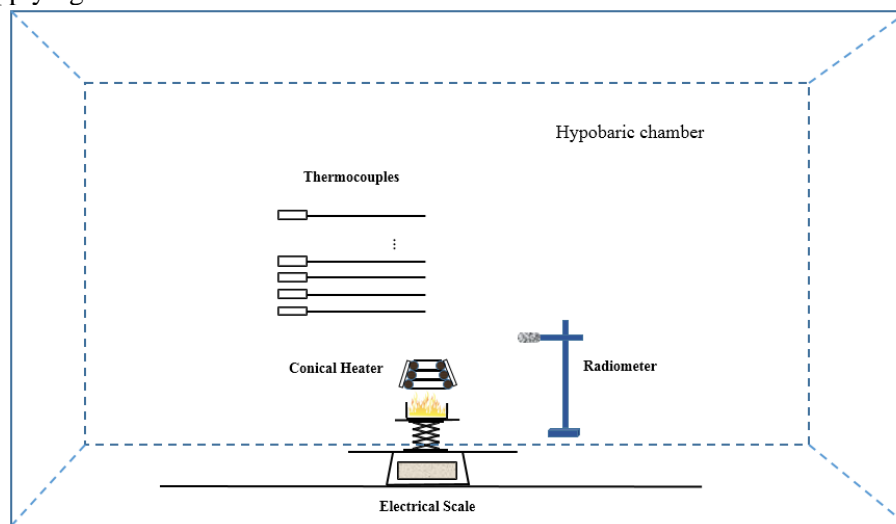 Hypobaric chamber
Thermocouples
Conical Heater
Radiometer
Electrical Scale